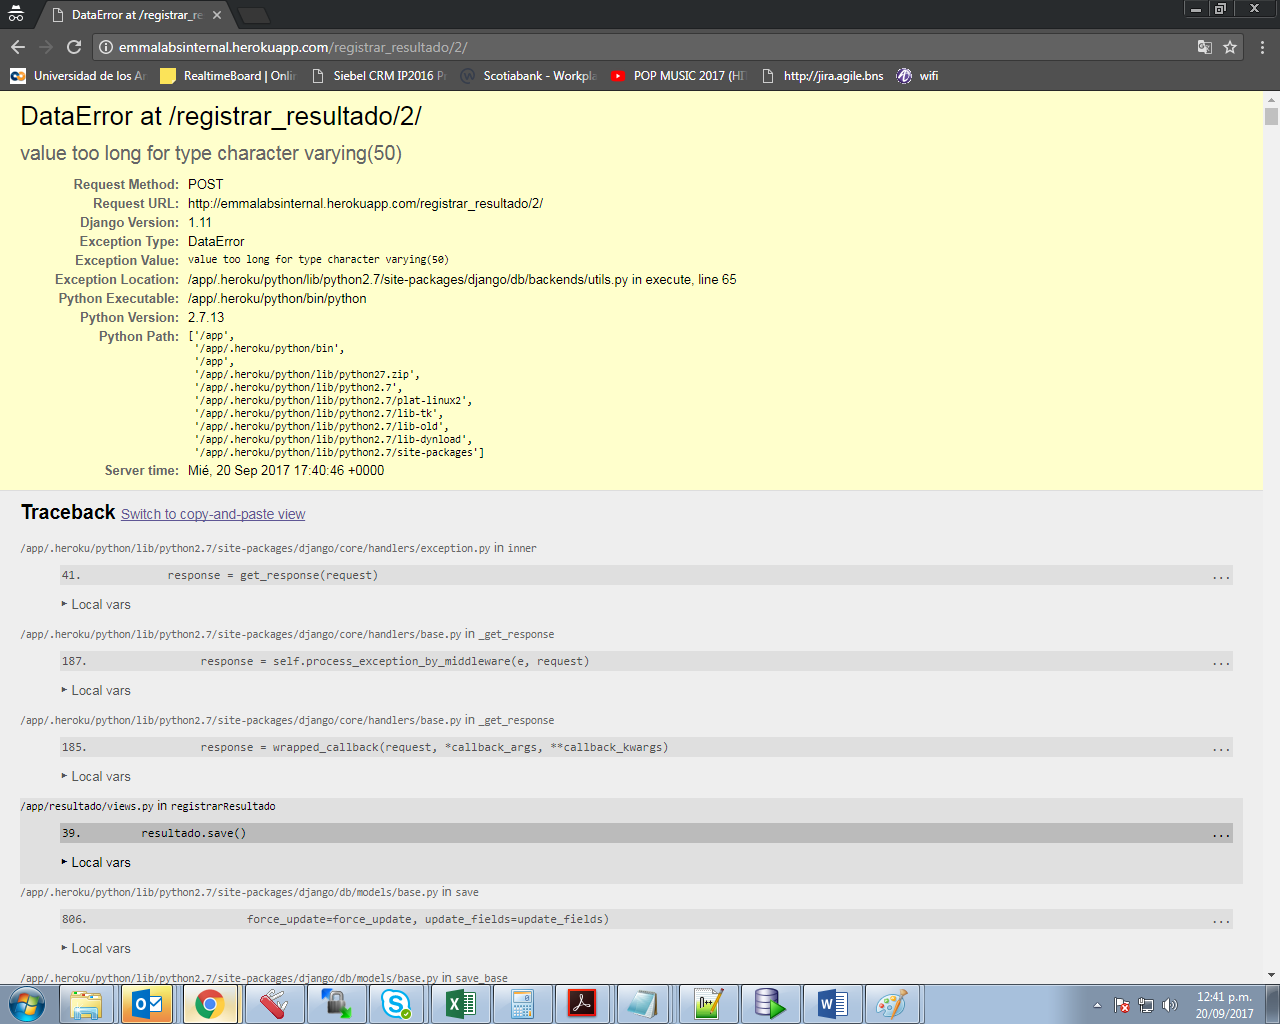 DataError at /registrar_re
emmalabsinternal.herokuapp.com/registrar_resultado/2/
Universidad de los A
RealtimeBoard | Onli
Siebel CRM IP2016 P
Scotiabank - Workpla
POP MUSIC 2017 (HI
http://jira.agile.bns
wifi
DataError at /registrar_resultado/2/
value too long for type character varying(50)
Request Method: POST
Request URL: http://emmalabsinternal.herokuapp.com/registrar_resultado/2/
Django Version: 1.11
Exception Type: DataError
Exception Value: value too long for type character varying(50)
Exception Location: /app/.heroku/python/lib/python2.7/site-packages/django/db/backends/utils.py in execute, line 65
Python Executable: /app/.heroku/python/bin/python
Python Version: 2.7.13
Python Path: ['/app',
'/app/.heroku/python/bin',
'/app',
'/app/.heroku/python/lib/python27.zip',
'/app/.heroku/python/lib/python2.7',
'/app/.heroku/python/lib/python2.7/plat-linux2',
'/app/.heroku/python/lib/python2.7/lib-tk',
'/app/.heroku/python/lib/python2.7/lib-old',
'/app/.heroku/python/lib/python2.7/lib-dynload',
'/app/.heroku/python/lib/python2.7/site-packages']
Server time: Mié, 20 Sep 2017 17:40:46 +0000
Traceback Switch to copy-and-paste view
/app/.heroku/python/lib/python2.7/site-packages/django/core/handlers/exception.py in inner
41. response = get_response(request) ...
Local vars
/app/.heroku/python/lib/python2.7/site-packages/django/core/handlers/base.py in _get_response
187. response = self.process_exception_by_middleware(e, request) ...
Local vars
/app/.heroku/python/lib/python2.7/site-packages/django/core/handlers/base.py in _get_response
185. response = wrapped_callback(request, *callback_args, **callback_kwargs) ...
Local vars
/app/resultado/views.py in registrarResultado
39. resultado.save() ...
Local vars
/app/.heroku/python/lib/python2.7/site-packages/django/db/models/base.py in save
806. force_update=force_update, update_fields=update_fields) ...
Local vars
/app/.heroku/python/lib/python2.7/site-packages/django/db/models/base.py in save_base
12:41 p.m.
20/09/2017